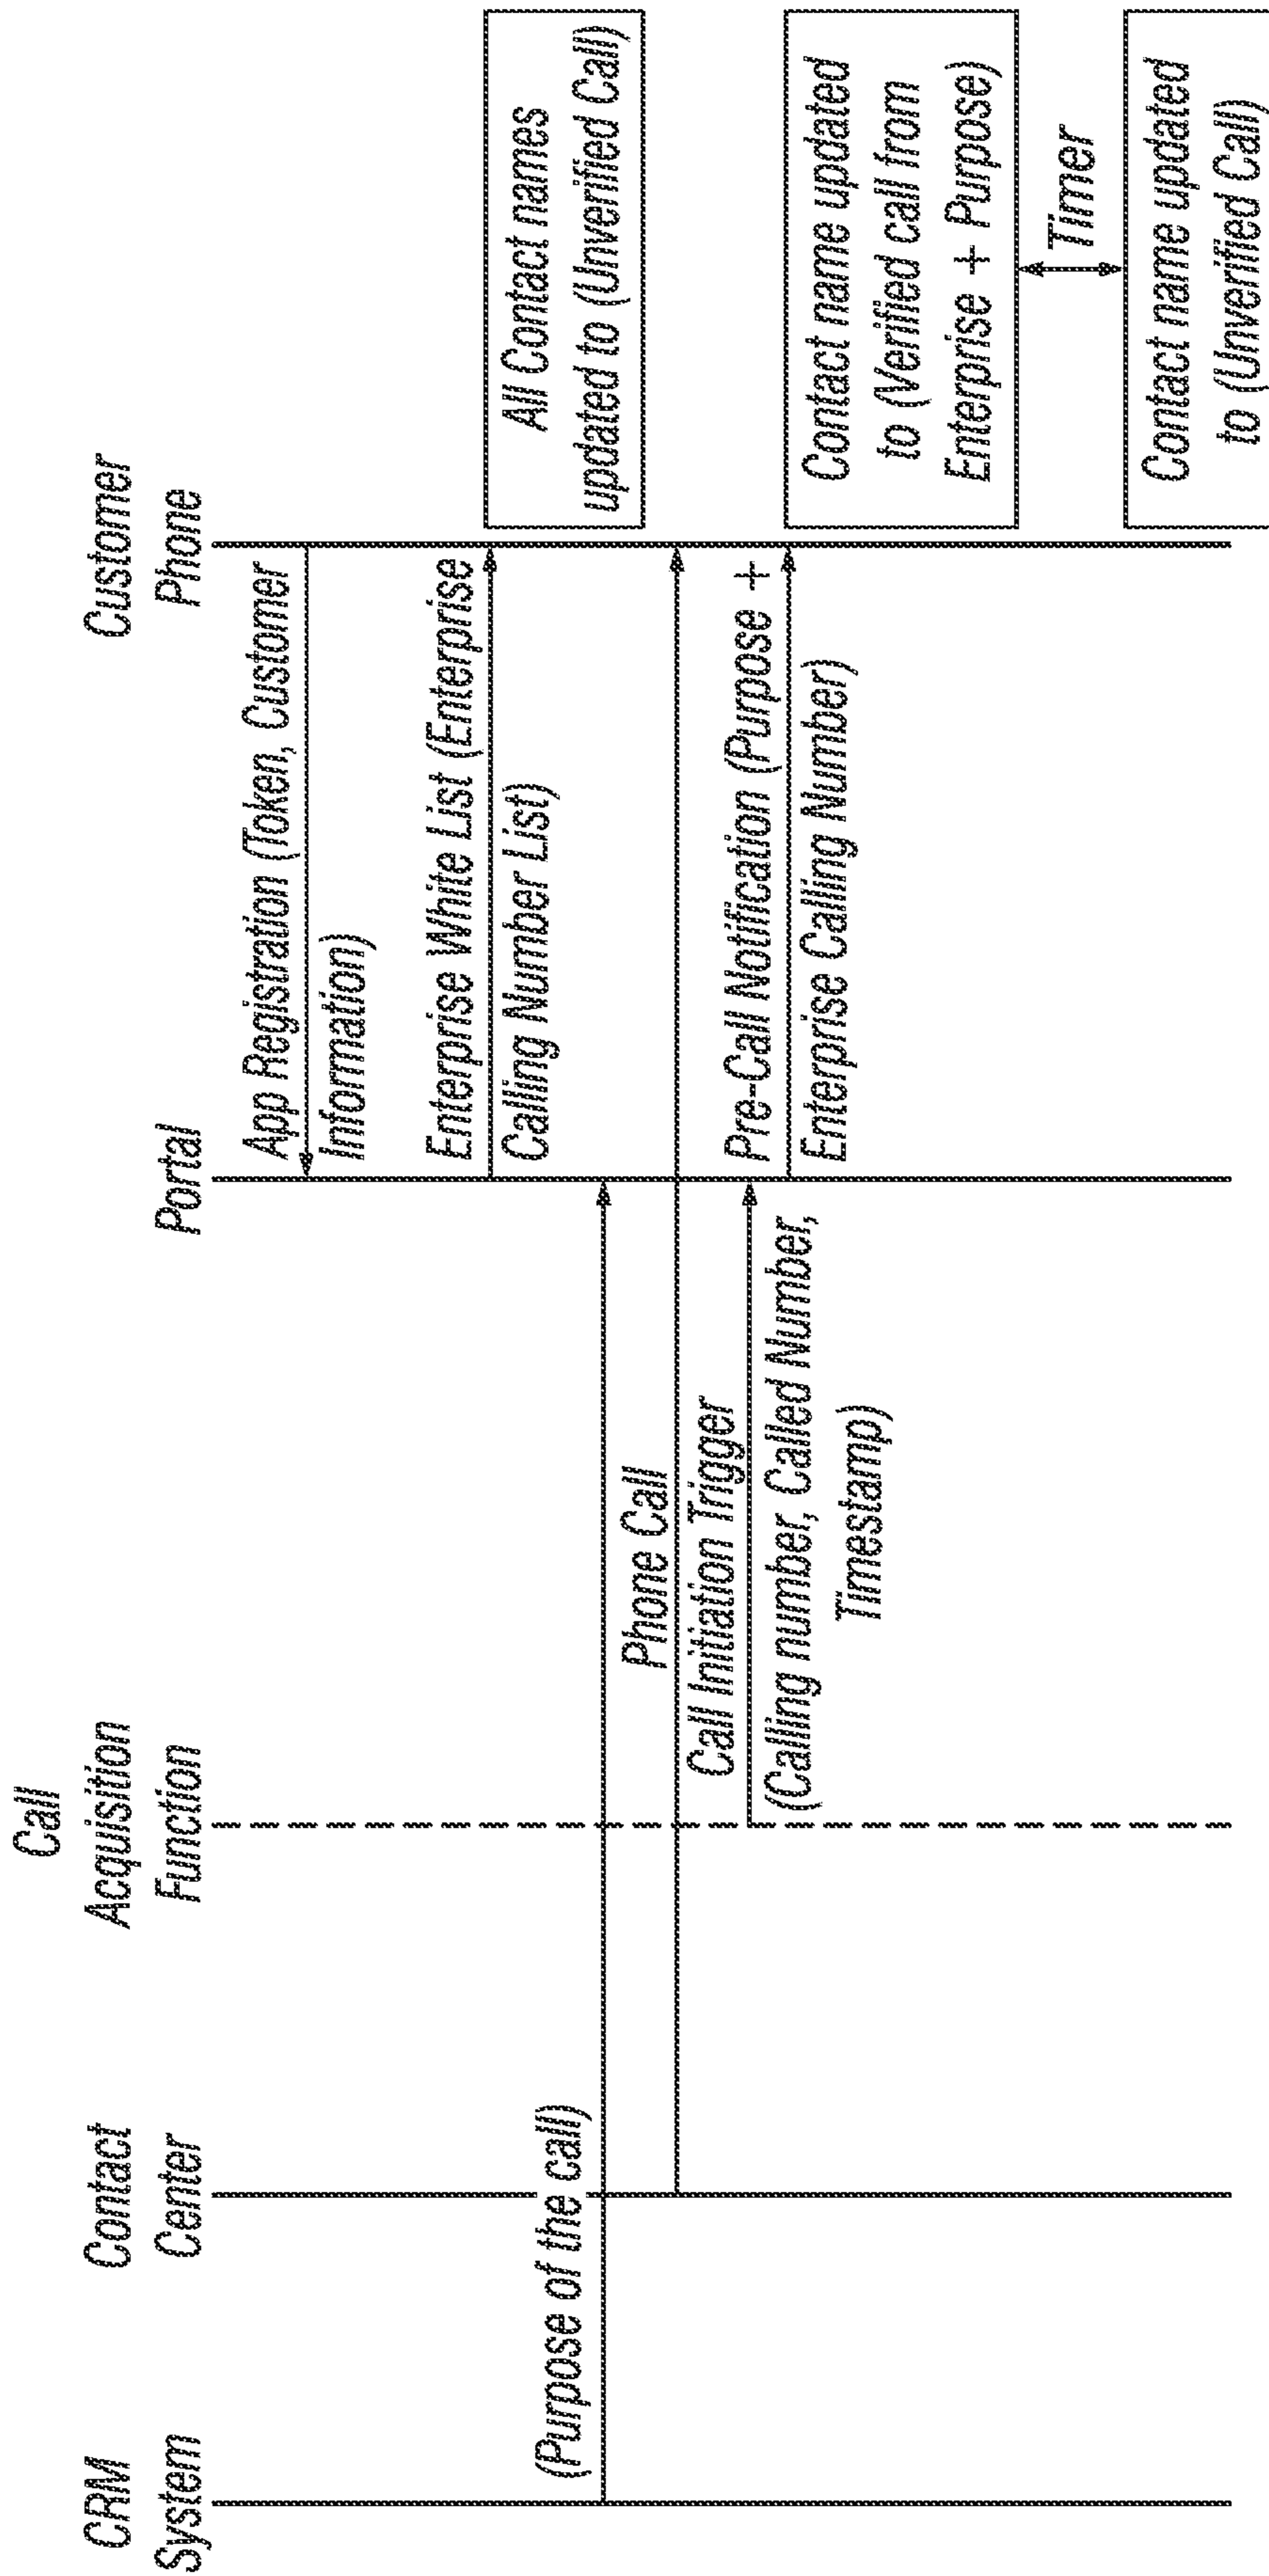 CRM
System
Contact
Center
Call
Acquisition
Function
Portal
Customer
Phone
App Registration (Token, Customer
Information)
Enterprise White List (Enterprise
Calling Number List)
All Contact names
updated to (Unverified Call)
(Purpose of the call)
Phone Call
Call Initiation Trigger
(Calling number, Called Number,
Timestamp)
Pre-Call Notification (Purpose +
Enterprise Calling Number)
Contact name updated
to (Verified call from
Enterprise + Purpose)
Timer
Contact name updated
to (Unverified Call)